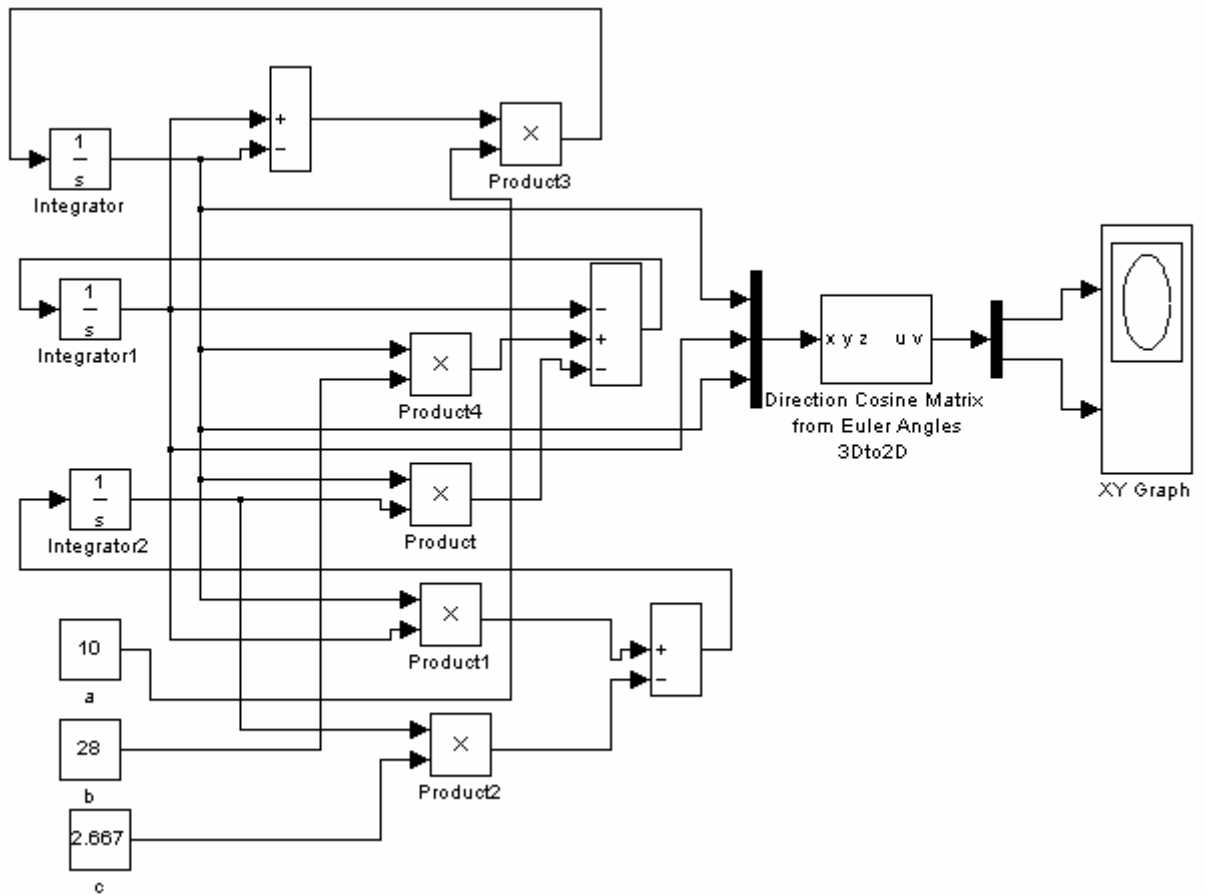 +
−
×
Product3
1
s
Integrator
1
s
Integrator1
−
+
−
×
Product4
x y z u v
Direction Cosine Matrix
from Euler Angles
3Dto2D
XY Graph
1
s
Integrator2
×
Product
×
Product1
+
−
10
a
×
Product2
28
b
2.667
c